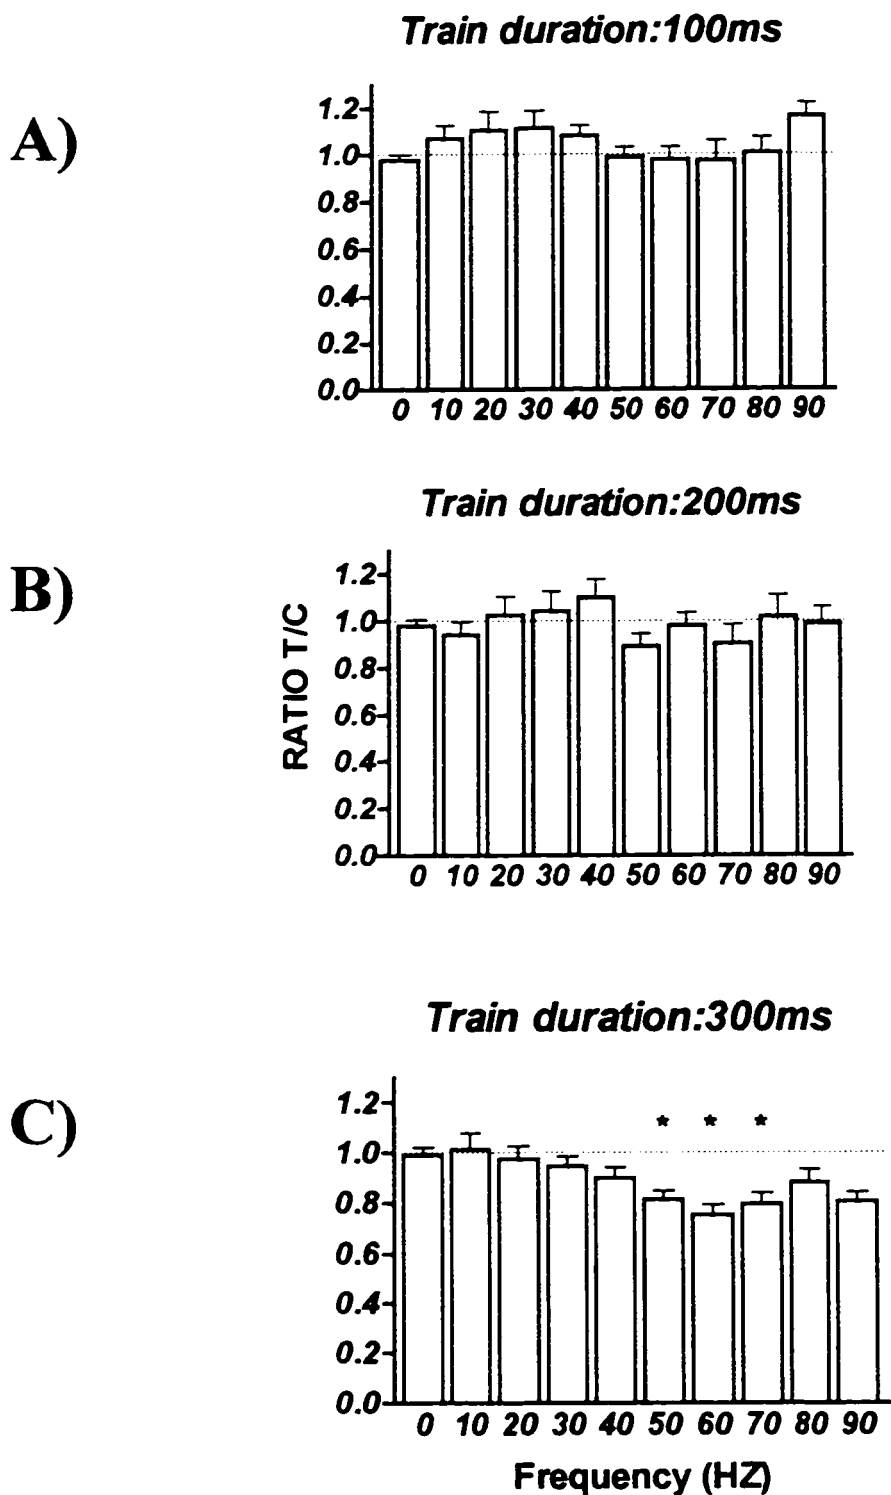 Train duration:100ms
A)
1.2
1.0
0.8
0.6
0.4
0.2
0.0
0 10 20 30 40 50 60 70 80 90
Train duration:200ms
B)
RATIO T/C
1.2
1.0
0.8
0.6
0.4
0.2
0.0
0 10 20 30 40 50 60 70 80 90
Train duration:300ms
C)
1.2
* * *
1.0
0.8
0.6
0.4
0.2
0.0
0 10 20 30 40 50 60 70 80 90
Frequency (HZ)